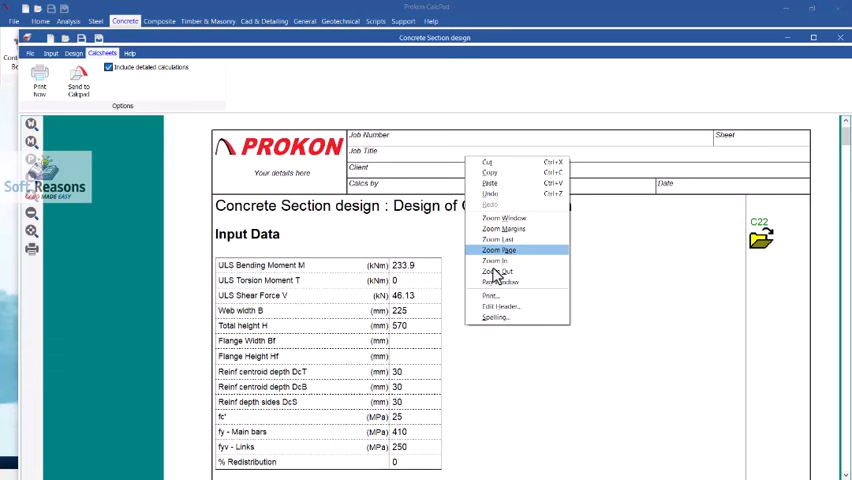 Prokon CalcPad
File Home Analysis Steel Concrete Composite Timber & Masonry Cad & Detailing General Geotechnical Scripts Support Help
Concrete Section design
File Input Design Calcsheets Help
Print Now
Send to Calcpad
Include detailed calculations
Options
Soft Reasons
MADE EASY
PROKON
Your details here
Job Number
Sheet
Job Title
Client
Calcs by
Date
Cut Ctrl+X
Copy Ctrl+C
Paste Ctrl+V
Undo Ctrl+Z
Redo
Zoom Window
Zoom Margins
Zoom Last
Zoom Page
Zoom In
Zoom Out
Pan Window
Print...
Edit Header...
Spelling...
Concrete Section design : Design of
C22
Input Data
ULS Bending Moment M (kNm) 233.9
ULS Torsion Moment T (kNm) 0
ULS Shear Force V (kN) 46.13
Web width B (mm) 225
Total height H (mm) 570
Flange Width Bf (mm)
Flange Height Hf (mm)
Reinf centroid depth DcT (mm) 30
Reinf centroid depth DcB (mm) 30
Reinf depth sides DcS (mm) 30
fc' (MPa) 25
fy - Main bars (MPa) 410
fyv - Links (MPa) 250
% Redistribution 0